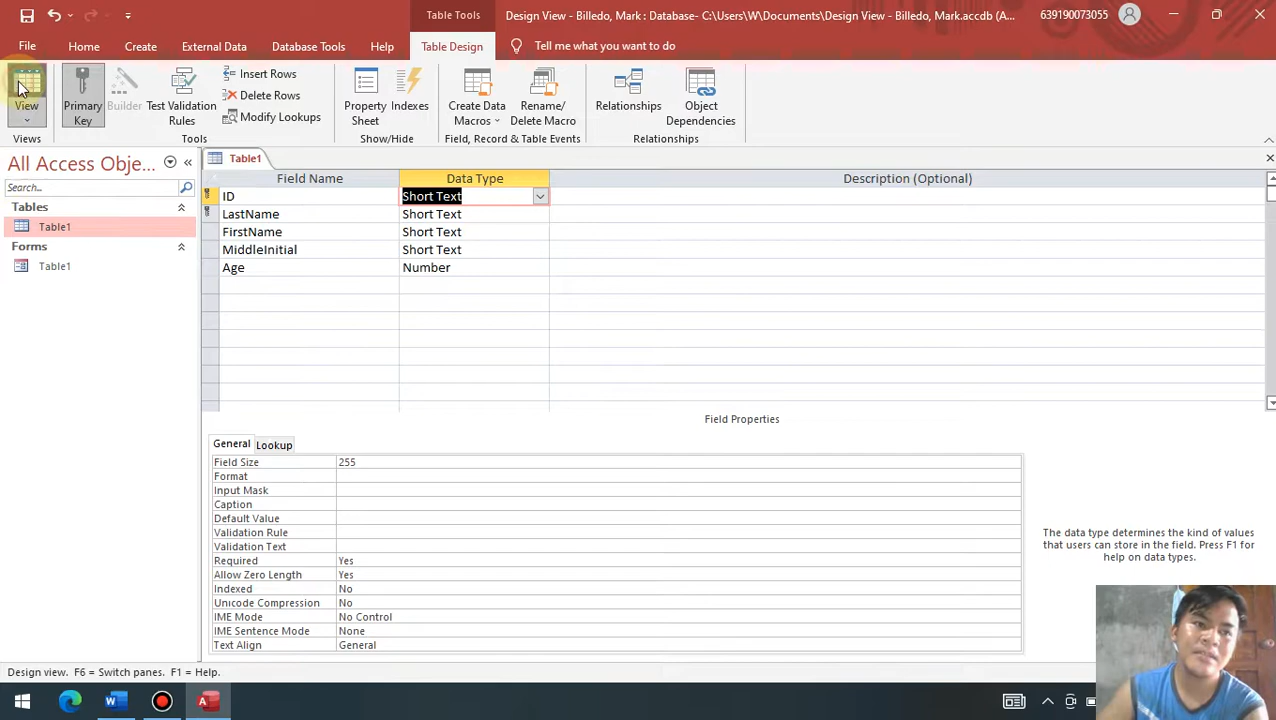 Table Tools
Design View - Billedo, Mark : Database- C:\Users\W\Documents\Design View - Billedo, Mark.accdb (A...
639190073055
File
Home
Create
External Data
Database Tools
Help
Table Design
Tell me what you want to do
View
Primary Key
Builder
Test Validation Rules
Insert Rows
Delete Rows
Modify Lookups
Property Sheet
Indexes
Create Data Macros
Rename/ Delete Macro
Relationships
Object Dependencies
Views
Tools
Show/Hide
Field, Record & Table Events
Relationships
All Access Obje...
Search...
Tables
Table1
Forms
Table1
Table1
Field Name Data Type Description (Optional)
ID Short Text
LastName Short Text
FirstName Short Text
MiddleInitial Short Text
Age Number
Field Properties
General Lookup
Field Size 255
Format
Input Mask
Caption
Default Value
Validation Rule
Validation Text
Required Yes
Allow Zero Length Yes
Indexed No
Unicode Compression No
IME Mode No Control
IME Sentence Mode None
Text Align General
The data type determines the kind of values
that users can store in the field. Press F1 for
help on data types.
Design view. F6 = Switch panes. F1 = Help.